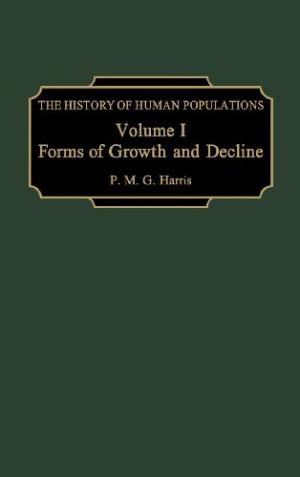 THE HISTORY OF HUMAN POPULATIONS
Volume I
Forms of Growth and Decline
P. M. G. Harris